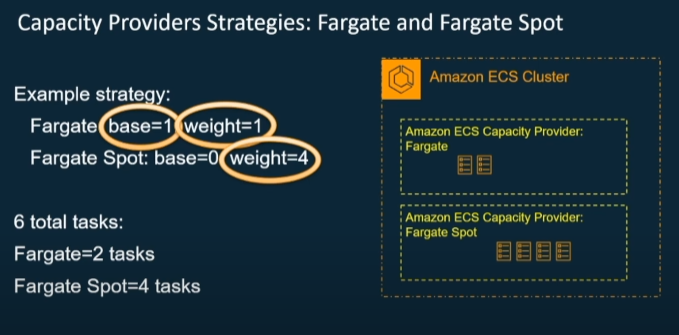 Capacity Providers Strategies: Fargate and Fargate Spot
Example strategy:
Fargate base=1 weight=1
Fargate Spot: base=0 weight=4
6 total tasks:
Fargate=2 tasks
Fargate Spot=4 tasks
Amazon ECS Cluster
Amazon ECS Capacity Provider:
Fargate
Amazon ECS Capacity Provider:
Fargate Spot